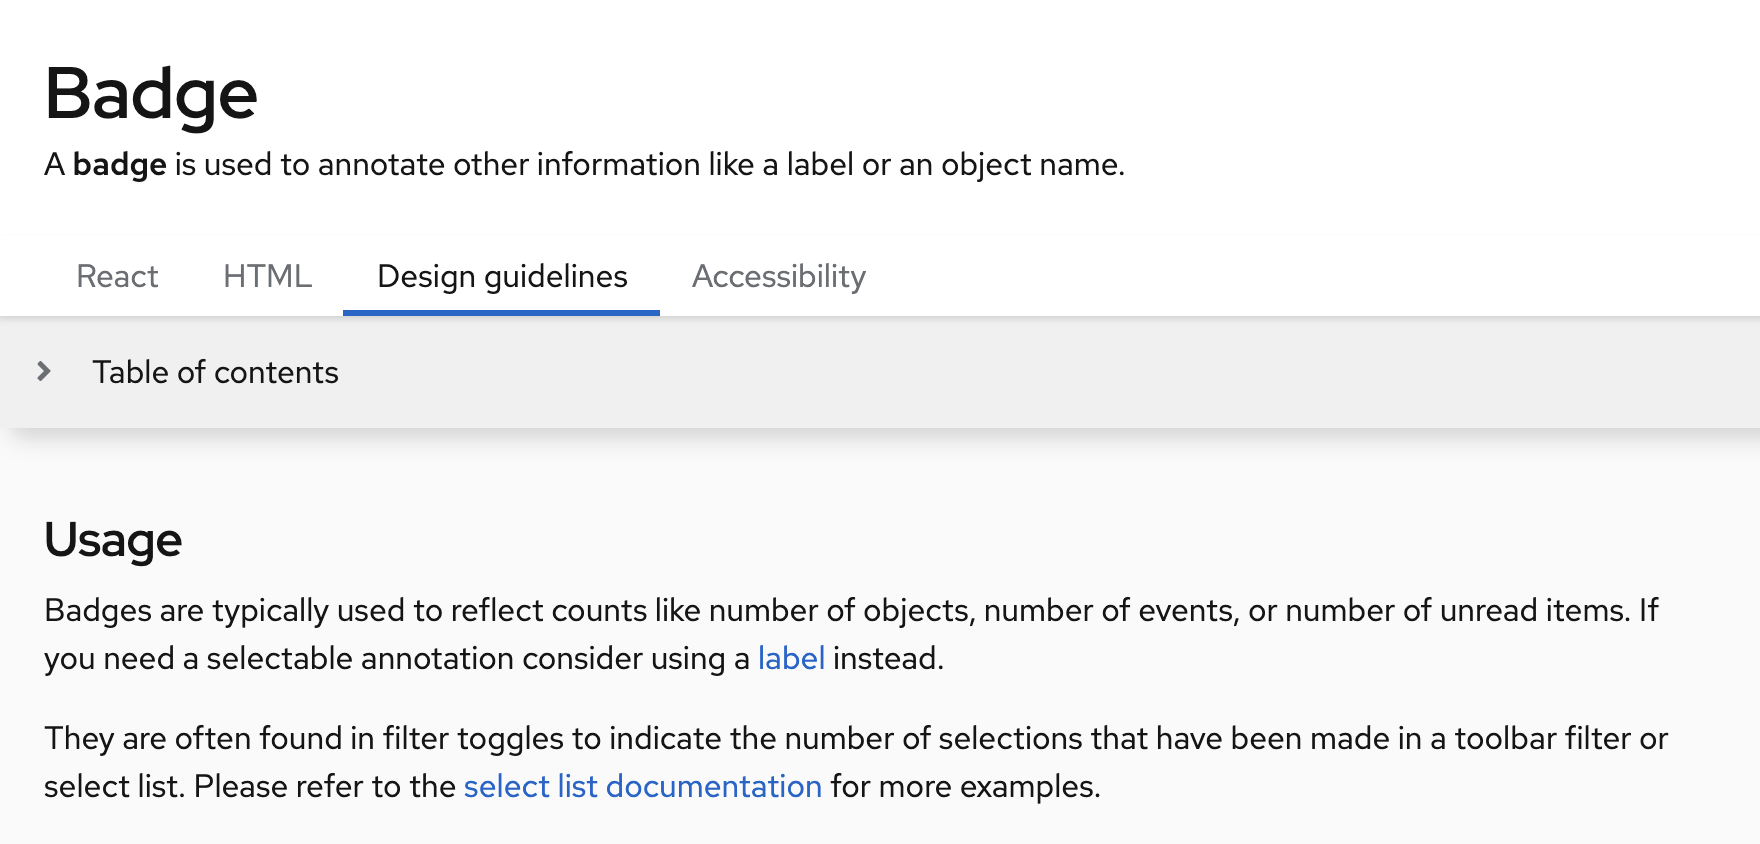 Badge
A badge is used to annotate other information like a label or an object name.
React HTML Design guidelines Accessibility
Table of contents
Usage
Badges are typically used to reflect counts like number of objects, number of events, or number of unread items. If
you need a selectable annotation consider using a label instead.
They are often found in filter toggles to indicate the number of selections that have been made in a toolbar filter or
select list. Please refer to the select list documentation for more examples.